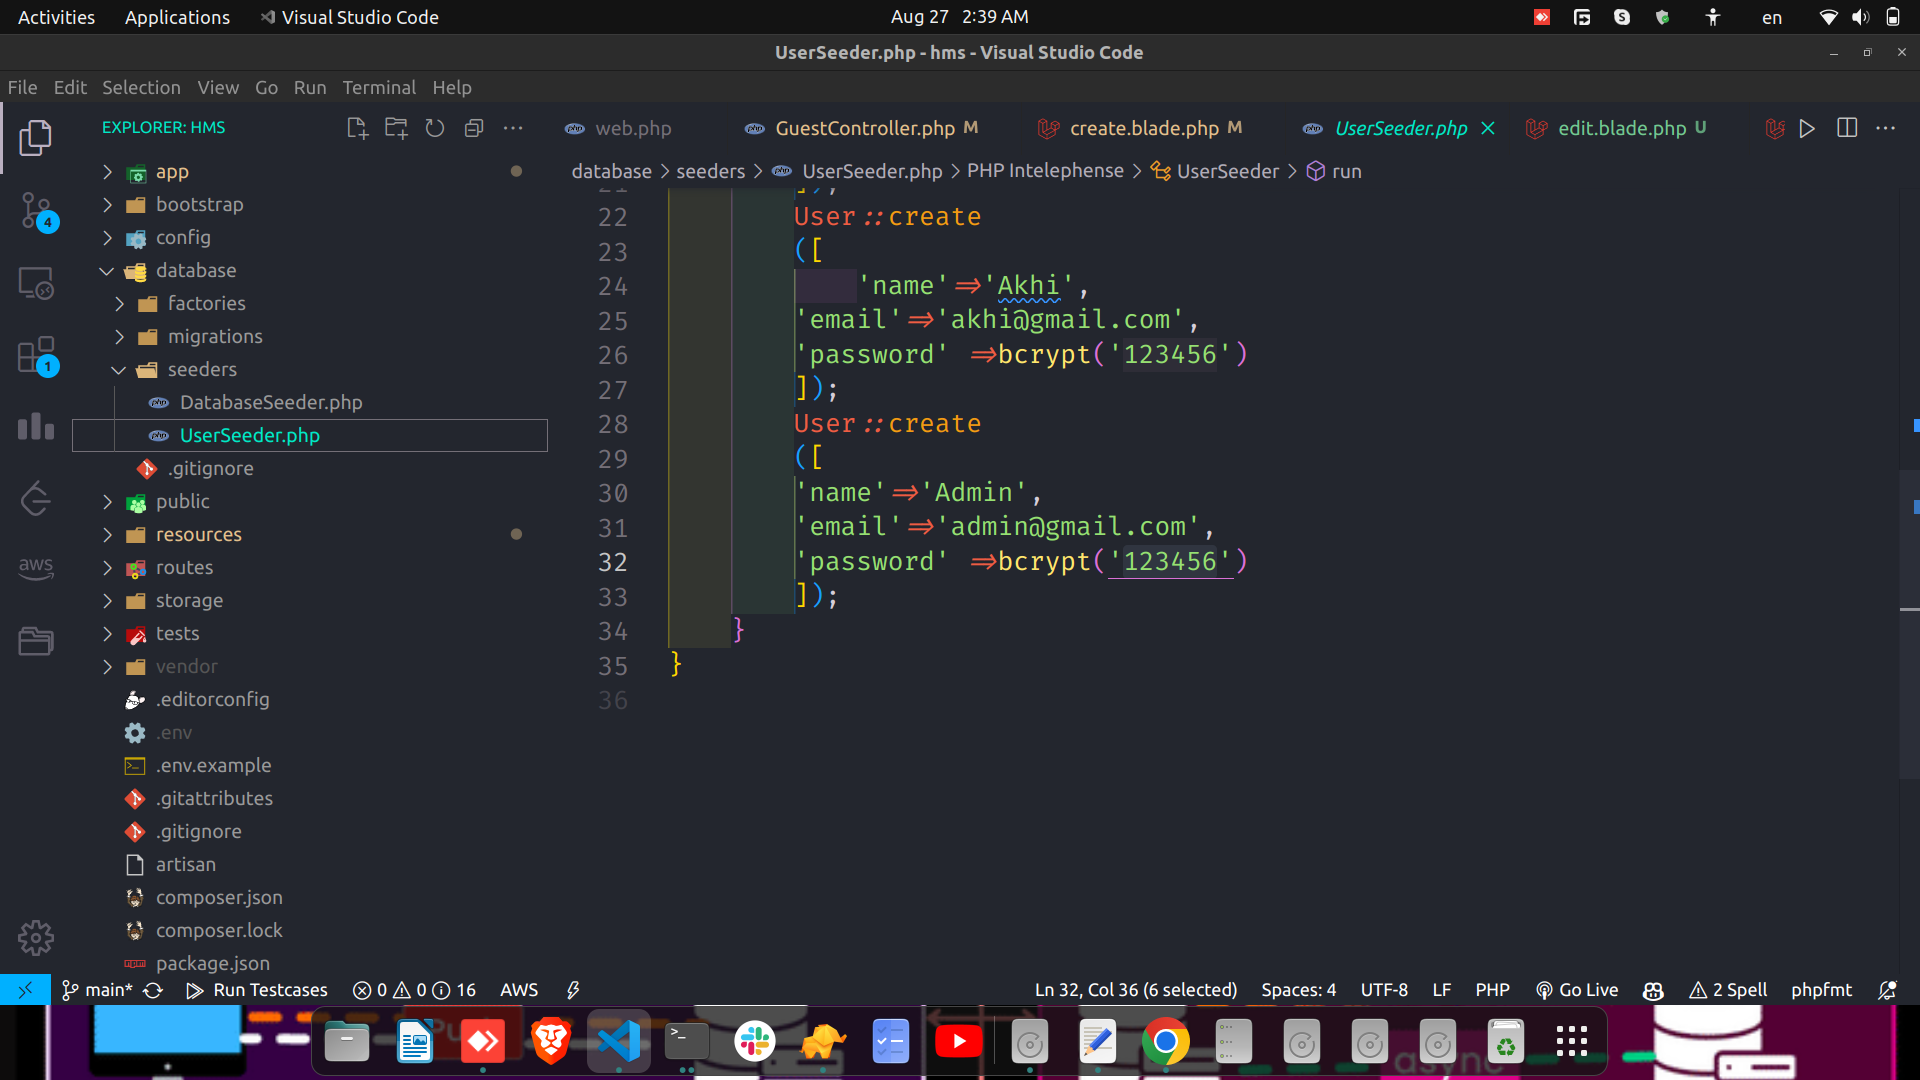 Activities Applications Visual Studio Code Aug 27 2:39 AM en
UserSeeder.php - hms - Visual Studio Code
File Edit Selection View Go Run Terminal Help
EXPLORER: HMS
web.php GuestController.php M create.blade.php M UserSeeder.php edit.blade.php U
database > seeders > UserSeeder.php > PHP Intelephense > UserSeeder > run
app
bootstrap
config
database
factories
migrations
seeders
DatabaseSeeder.php
UserSeeder.php
.gitignore
public
resources
routes
storage
tests
vendor
.editorconfig
.env
.env.example
.gitattributes
.gitignore
artisan
composer.json
composer.lock
package.json
4
1
aws
21 ]);
22 User::create
23 ([
24 'name'=>'Akhi',
25 'email'=>'akhi@gmail.com',
26 'password' =>bcrypt('123456')
27 ]);
28 User::create
29 ([
30 'name'=>'Admin',
31 'email'=>'admin@gmail.com',
32 'password' =>bcrypt('123456')
33 ]);
34 }
35 }
36
main* Run Testcases 0 0 16 AWS Ln 32, Col 36 (6 selected) Spaces: 4 UTF-8 LF PHP Go Live 2 Spell phpfmt
async